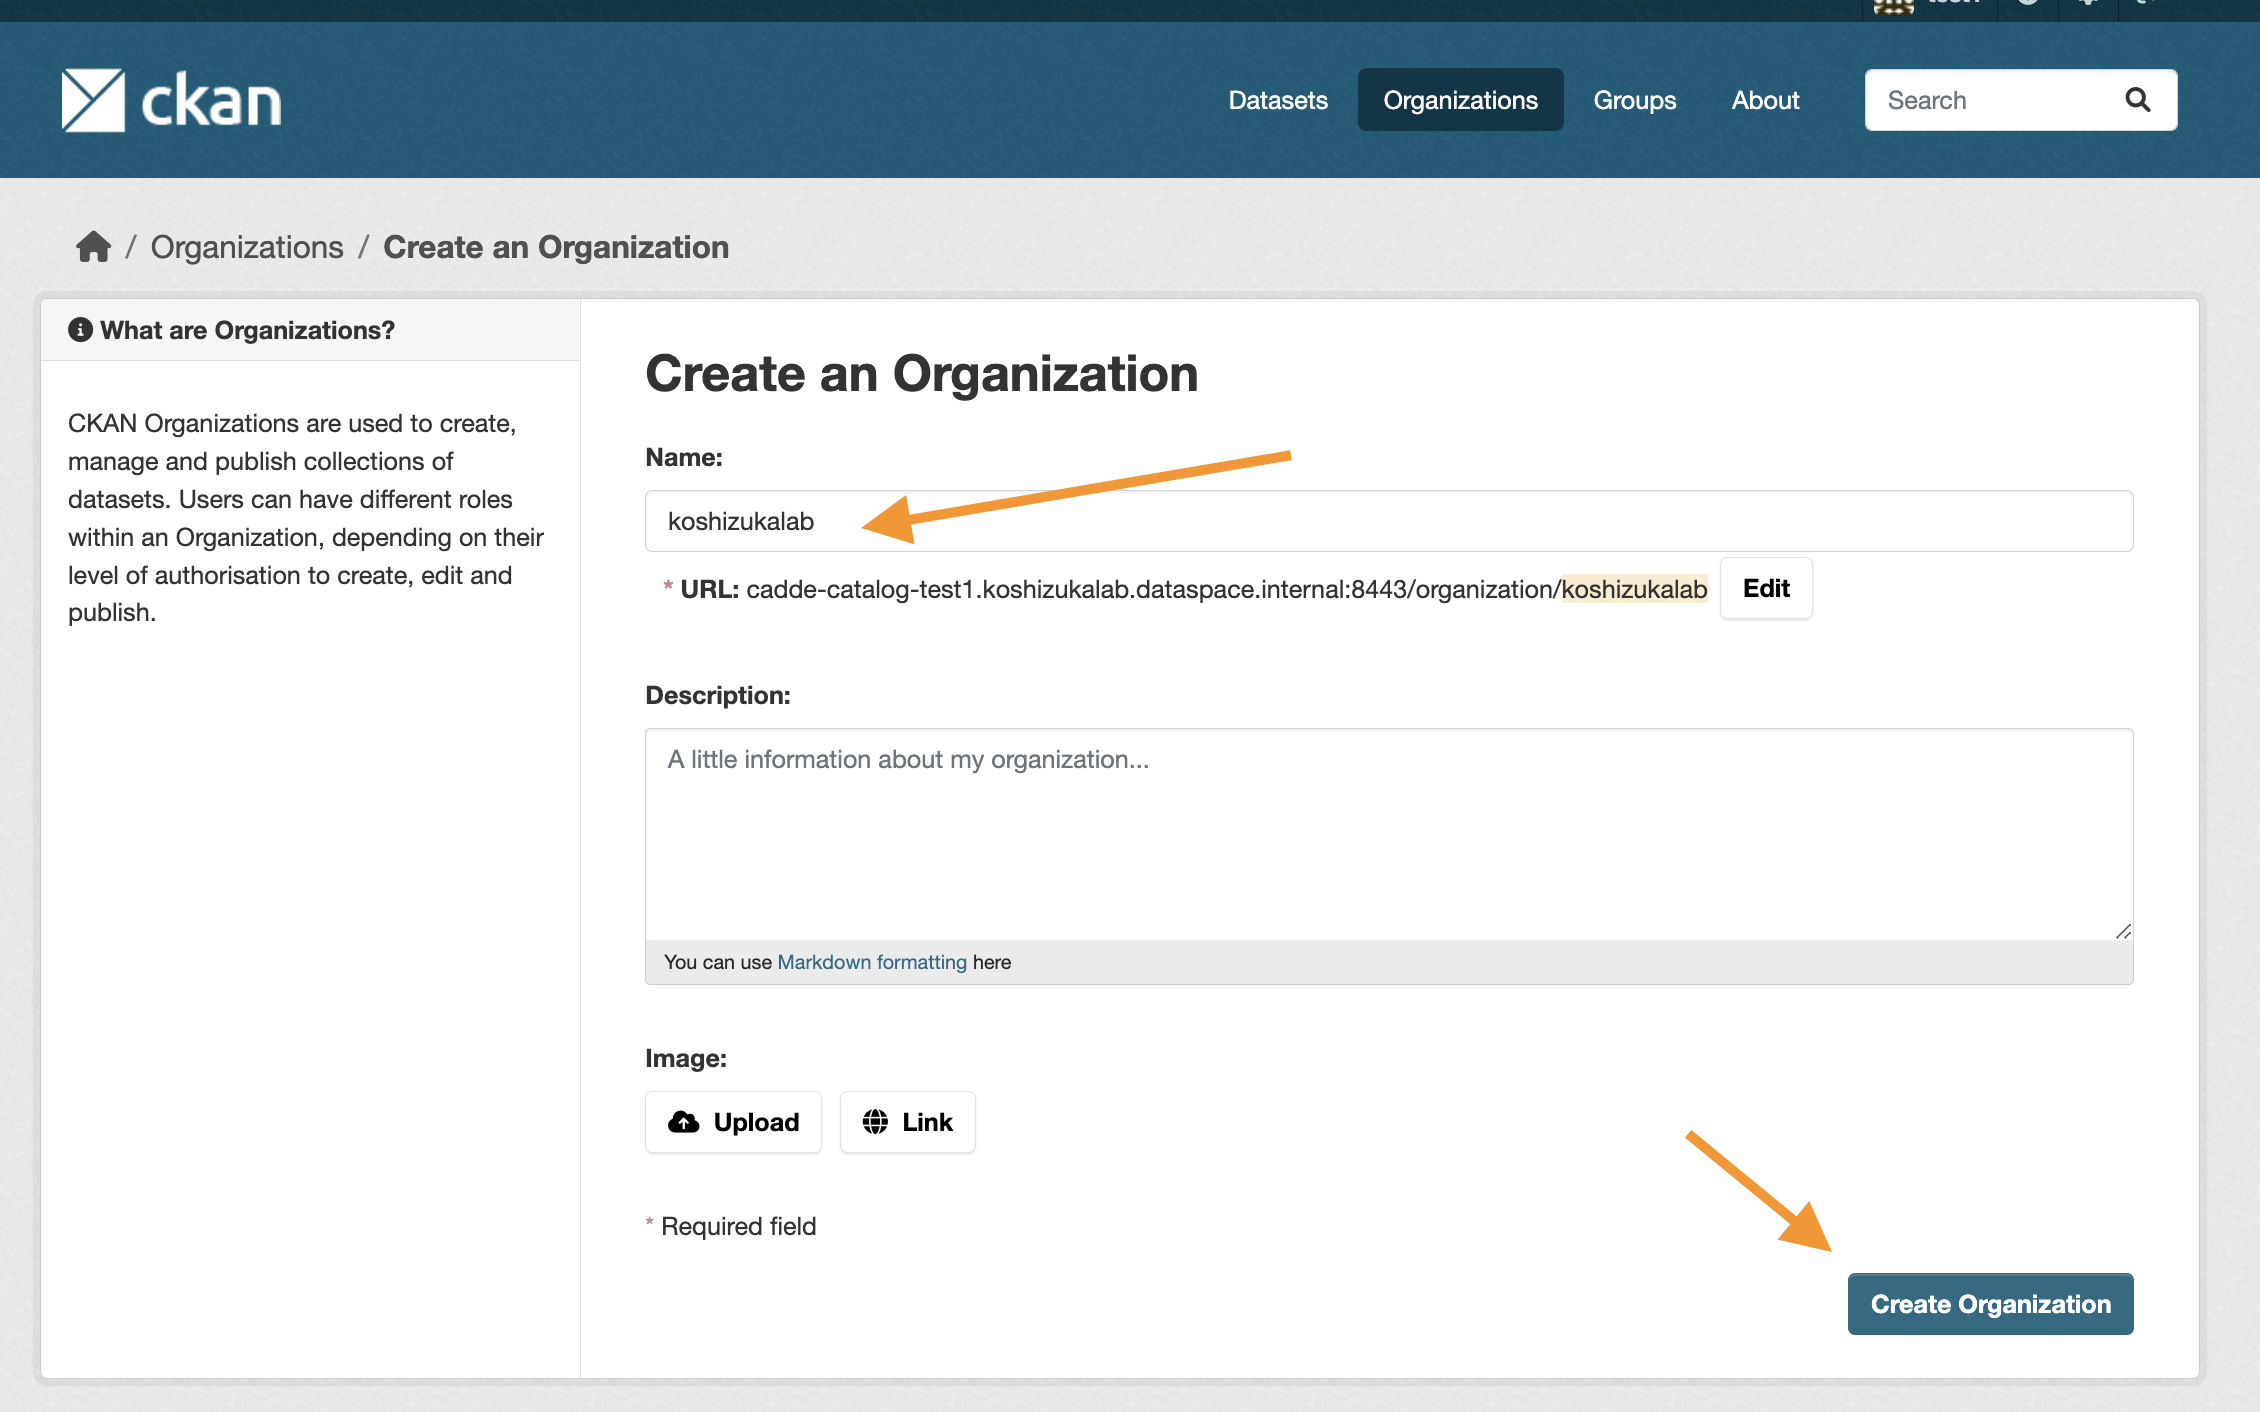 ckan
Datasets
Organizations
Groups
About
Search
/ Organizations / Create an Organization
What are Organizations?
CKAN Organizations are used to create,
manage and publish collections of
datasets. Users can have different roles
within an Organization, depending on their
level of authorisation to create, edit and
publish.
Create an Organization
Name:
koshizukalab
* URL: cadde-catalog-test1.koshizukalab.dataspace.internal:8443/organization/koshizukalab
Edit
Description:
A little information about my organization...
You can use Markdown formatting here
Image:
Upload
Link
* Required field
Create Organization